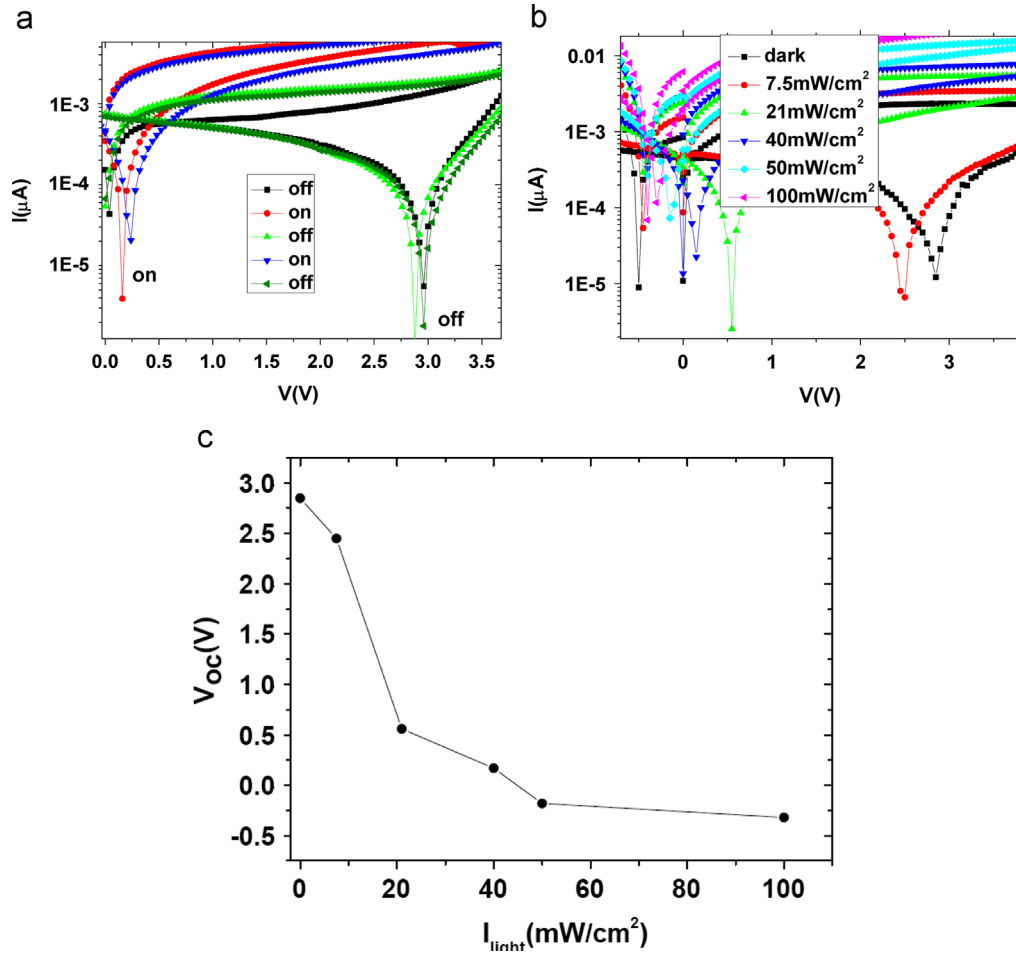 a
I(μA)
1E-3
1E-4
1E-5
0.0 0.5 1.0 1.5 2.0 2.5 3.0 3.5
V(V)
on
off
off
on
off
on
off
b
I(μA)
0.01
1E-3
1E-4
1E-5
0 1 2 3
V(V)
dark
7.5mW/cm²
21mW/cm²
40mW/cm²
50mW/cm²
100mW/cm²
c
Voc(V)
3.0
2.5
2.0
1.5
1.0
0.5
0.0
-0.5
0 20 40 60 80 100
Ilight(mW/cm²)